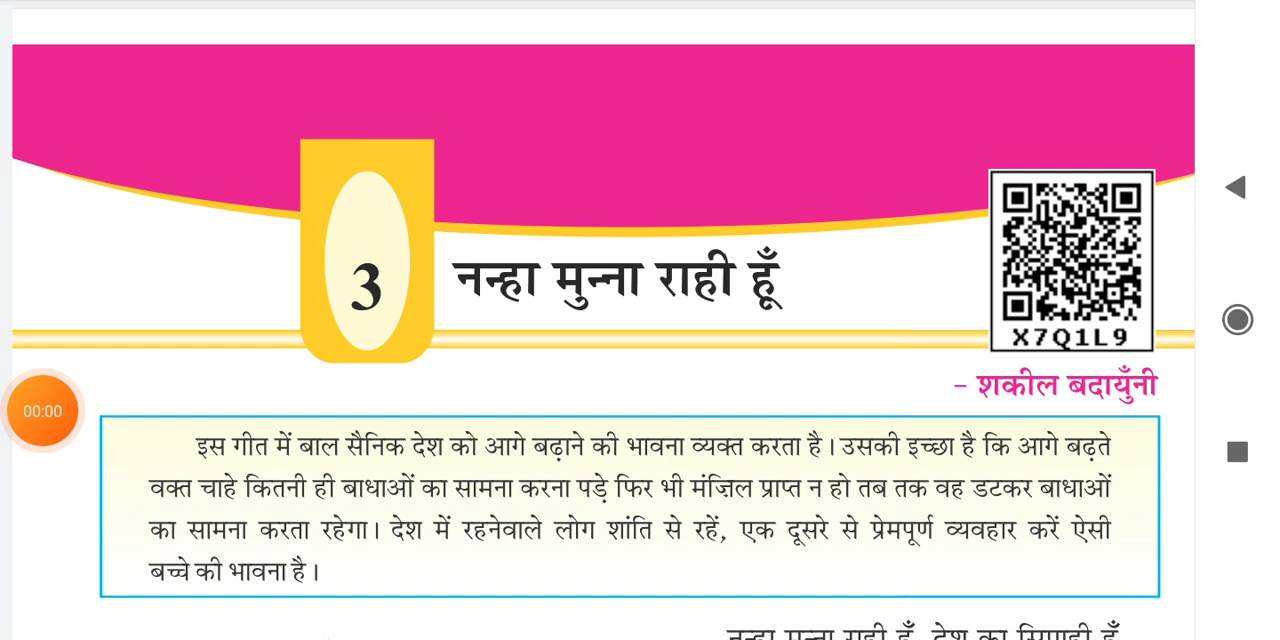 3 नन्हा मुन्ना राही हूँ
X7Q1L9
– शकील बदायुँनी
00:00
इस गीत में बाल सैनिक देश को आगे बढ़ाने की भावना व्यक्त करता है। उसकी इच्छा है कि आगे बढ़ते
वक्त चाहे कितनी ही बाधाओं का सामना करना पड़े फिर भी मंज़िल प्राप्त न हो तब तक वह डटकर बाधाओं
का सामना करता रहेगा। देश में रहनेवाले लोग शांति से रहें, एक दूसरे से प्रेमपूर्ण व्यवहार करें ऐसी
बच्चे की भावना है।
नन्हा मुन्ना राही हूँ, देश का सिपाही हूँ